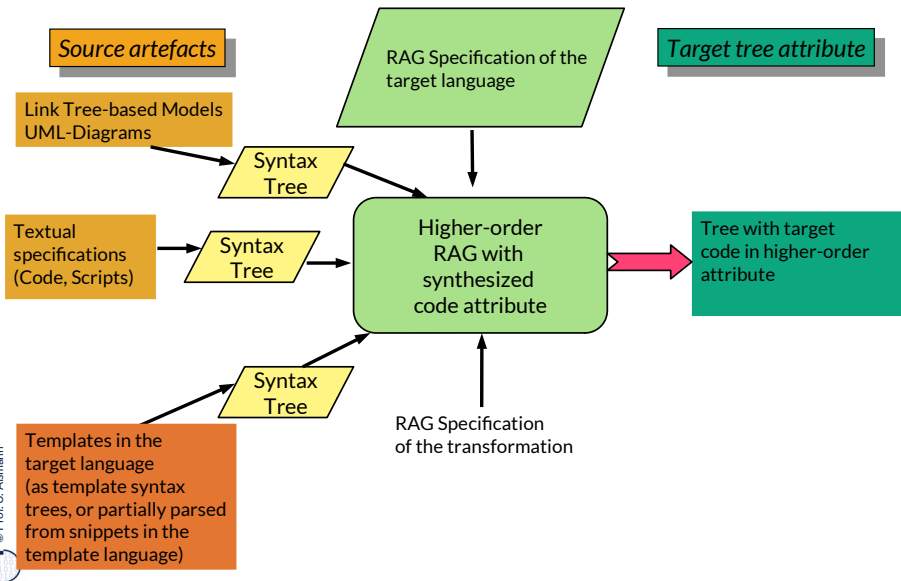 Source artefacts
RAG Specification of the
target language
Target tree attribute
Link Tree-based Models
UML-Diagrams
Syntax
Tree
Textual
specifications
(Code, Scripts)
Syntax
Tree
Higher-order
RAG with
synthesized
code attribute
Tree with target
code in higher-order
attribute
Syntax
Tree
RAG Specification
of the transformation
Templates in the
target language
(as template syntax
trees, or partially parsed
from snippets in the
template language)
© Prof. U. Aßmann